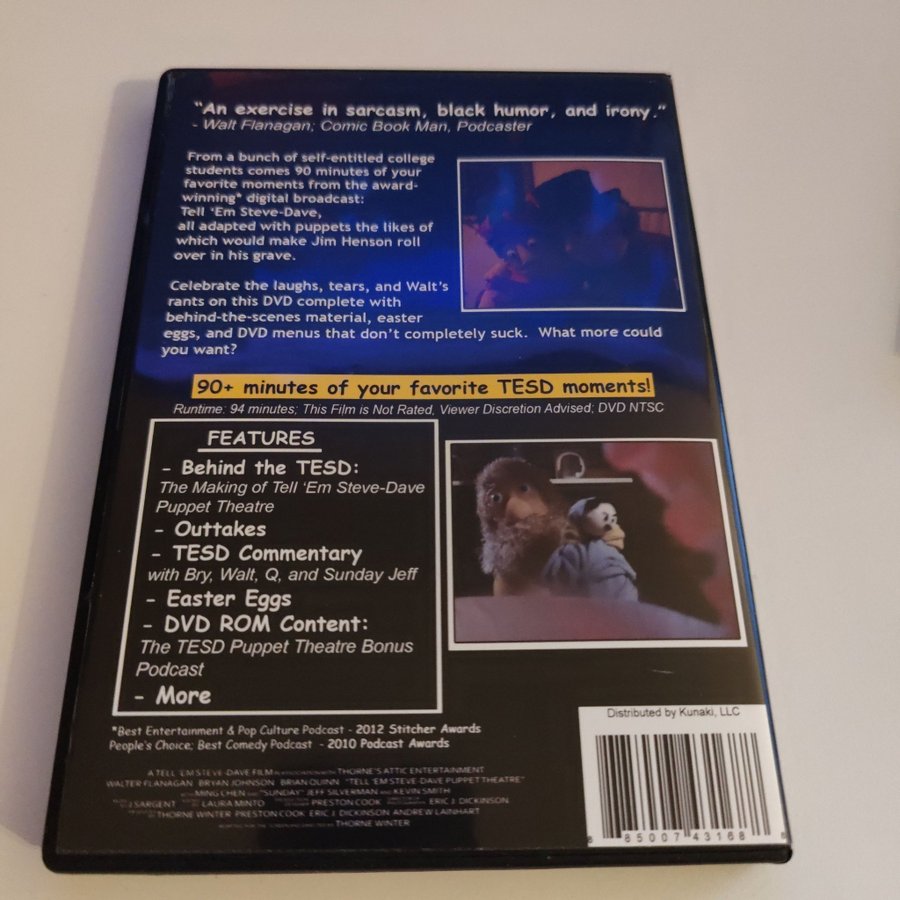 “An exercise in sarcasm, black humor, and irony.”
- Walt Flanagan; Comic Book Man, Podcaster
From a bunch of self-entitled college
students comes 90 minutes of your
favorite moments from the award-
winning* digital broadcast:
Tell ‘Em Steve-Dave,
all adapted with puppets the likes of
which would make Jim Henson roll
over in his grave.
Celebrate the laughs, tears, and Walt’s
rants on this DVD complete with
behind-the-scenes material, easter
eggs, and DVD menus that don’t completely suck. What more could
you want?
90+ minutes of your favorite TESD moments!
Runtime: 94 minutes; This Film is Not Rated, Viewer Discretion Advised; DVD NTSC
FEATURES
- Behind the TESD:
The Making of Tell ‘Em Steve-Dave
Puppet Theatre
- Outtakes
- TESD Commentary
with Bry, Walt, Q, and Sunday Jeff
- Easter Eggs
- DVD ROM Content:
The TESD Puppet Theatre Bonus
Podcast
- More
*Best Entertainment & Pop Culture Podcast - 2012 Stitcher Awards
People’s Choice; Best Comedy Podcast - 2010 Podcast Awards
A TELL ‘EM STEVE-DAVE FILM THORNE’S ATTIC ENTERTAINMENT
WALTER FLANAGAN BRYAN JOHNSON BRIAN QUINN “TELL ‘EM STEVE-DAVE PUPPET THEATRE”
MING CHEN “SUNDAY” JEFF SILVERMAN AND KEVIN SMITH
J SARGENT LAURA MINTO PRESTON COOK ERIC J. DICKINSON
THORNE WINTER PRESTON COOK ERIC J. DICKINSON ANDREW LAINHART
THORNE WINTER
Distributed by Kunaki, LLC
8 85007 43168 8